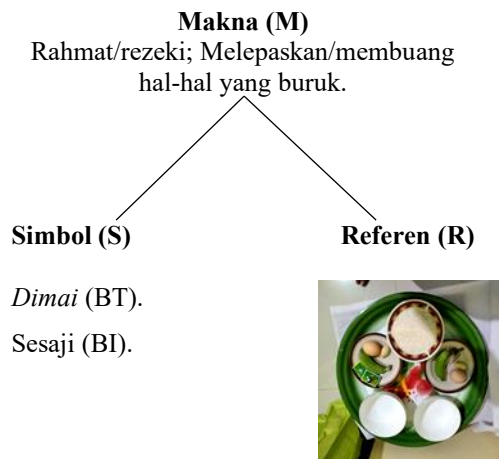 Makna (M)
Rahmat/rezeki; Melepaskan/membuang
hal-hal yang buruk.
Simbol (S)
Referen (R)
Dimai (BT).
Sesaji (BI).